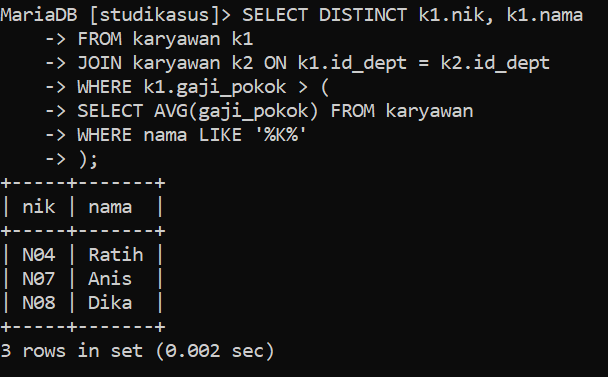 MariaDB [studikasus]> SELECT DISTINCT k1.nik, k1.nama
    -> FROM karyawan k1
    -> JOIN karyawan k2 ON k1.id_dept = k2.id_dept
    -> WHERE k1.gaji_pokok > (
    -> SELECT AVG(gaji_pokok) FROM karyawan
    -> WHERE nama LIKE '%K%'
    -> );
+-----+-------+
| nik | nama  |
+-----+-------+
| N04 | Ratih |
| N07 | Anis  |
| N08 | Dika  |
+-----+-------+
3 rows in set (0.002 sec)